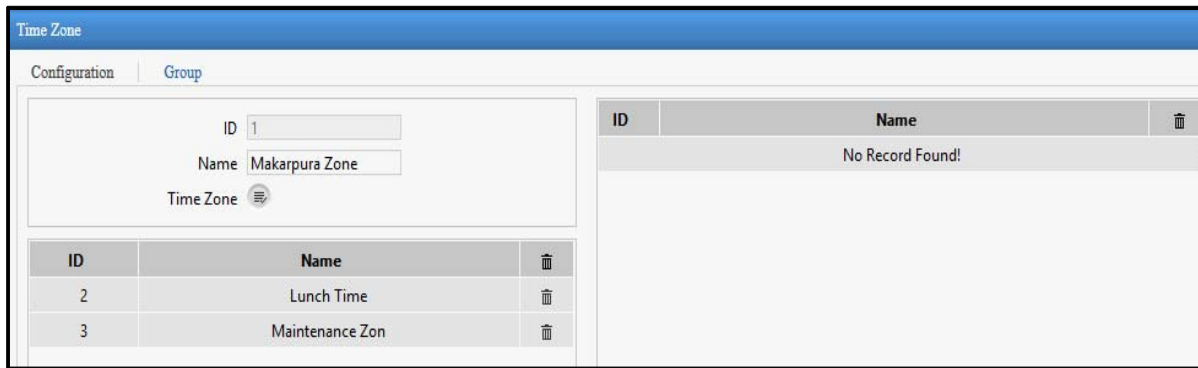 Time Zone
Configuration Group
ID 1
Name Makarpura Zone
Time Zone
ID Name
2 Lunch Time
3 Maintenance Zon
ID Name
No Record Found!